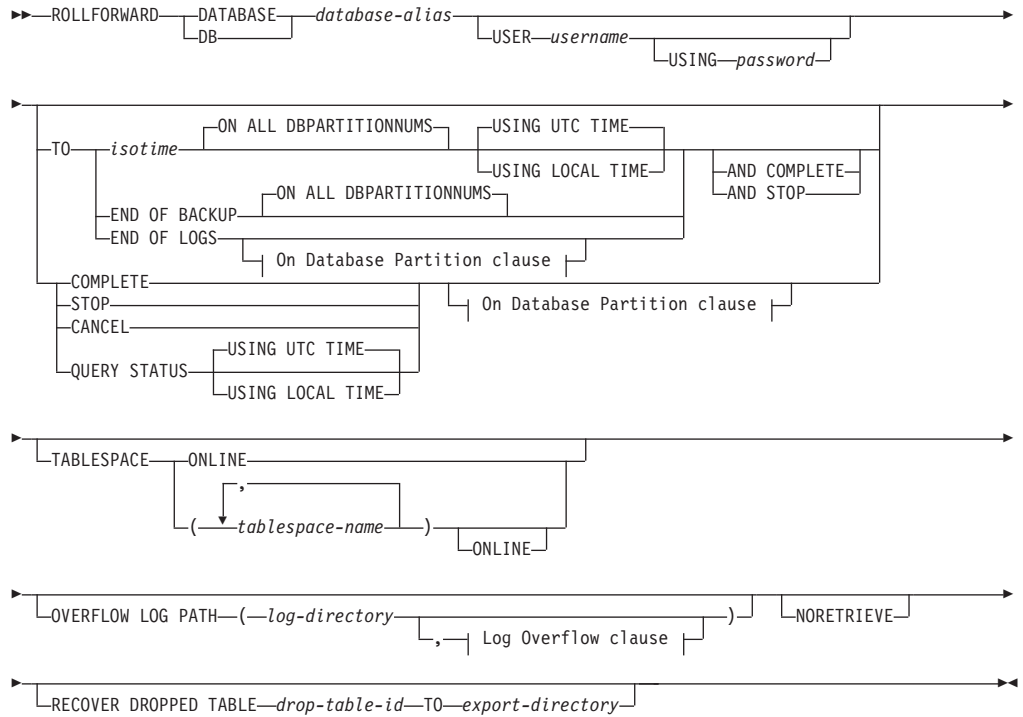 ROLLFORWARD DATABASE database-alias
DB USER username
USING password
ON ALL DBPARTITIONNUMS USING UTC TIME
TO isotime
USING LOCAL TIME AND COMPLETE
ON ALL DBPARTITIONNUMS AND STOP
END OF BACKUP
END OF LOGS
On Database Partition clause
COMPLETE
STOP On Database Partition clause
CANCEL
USING UTC TIME
QUERY STATUS
USING LOCAL TIME
TABLESPACE ONLINE
,
( tablespace-name )
ONLINE
OVERFLOW LOG PATH ( log-directory ) NORETRIEVE
, Log Overflow clause
RECOVER DROPPED TABLE drop-table-id TO export-directory